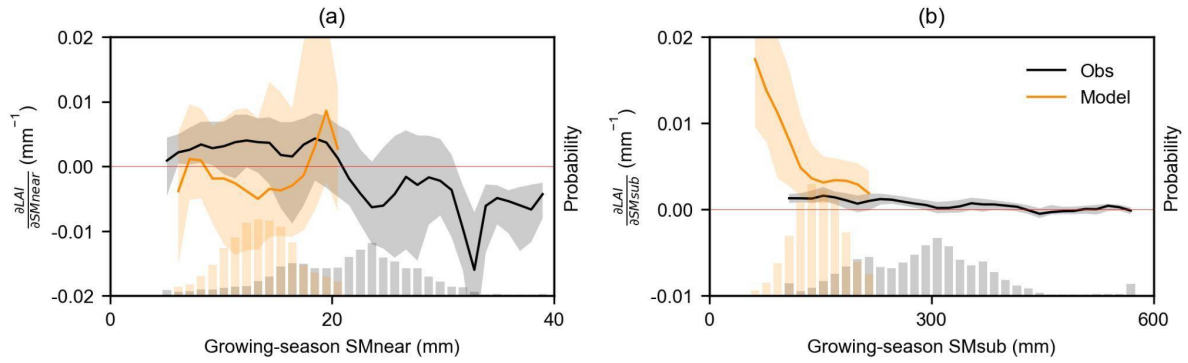 (a)
0.02
0.01
0.00
-0.01
-0.02
∂LAI
∂SMnear
(mm⁻¹)
0
20
40
Growing-season SMnear (mm)
Probability
(b)
0.02
0.01
0.00
-0.01
∂LAI
∂SMsub
(mm⁻¹)
Obs
Model
0
300
600
Growing-season SMsub (mm)
Probability